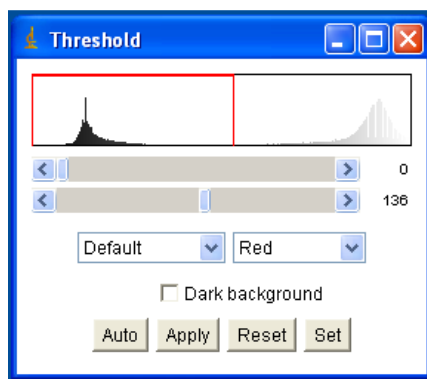 Threshold
0
136
Default Red
Dark background
Auto Apply Reset Set